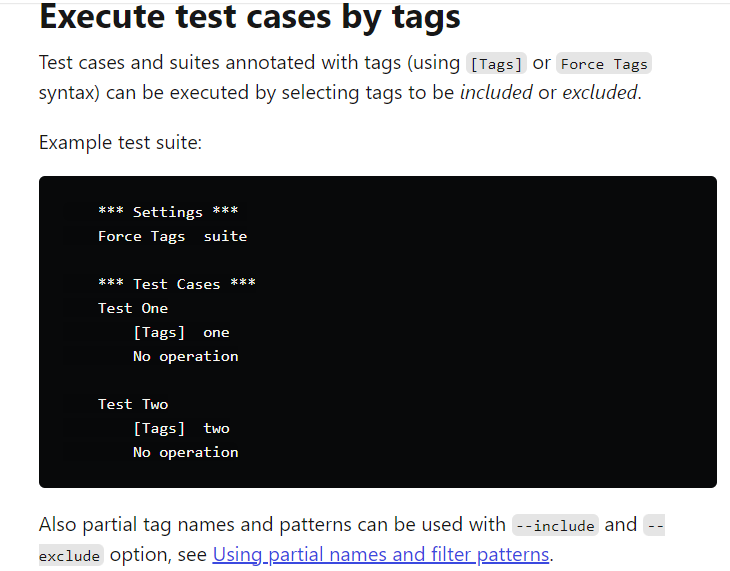 Execute test cases by tags
Test cases and suites annotated with tags (using [Tags] or Force Tags
syntax) can be executed by selecting tags to be included or excluded.
Example test suite:
*** Settings ***
Force Tags  suite
*** Test Cases ***
Test One
    [Tags]  one
    No operation
Test Two
    [Tags]  two
    No operation
Also partial tag names and patterns can be used with --include and --
exclude option, see Using partial names and filter patterns.